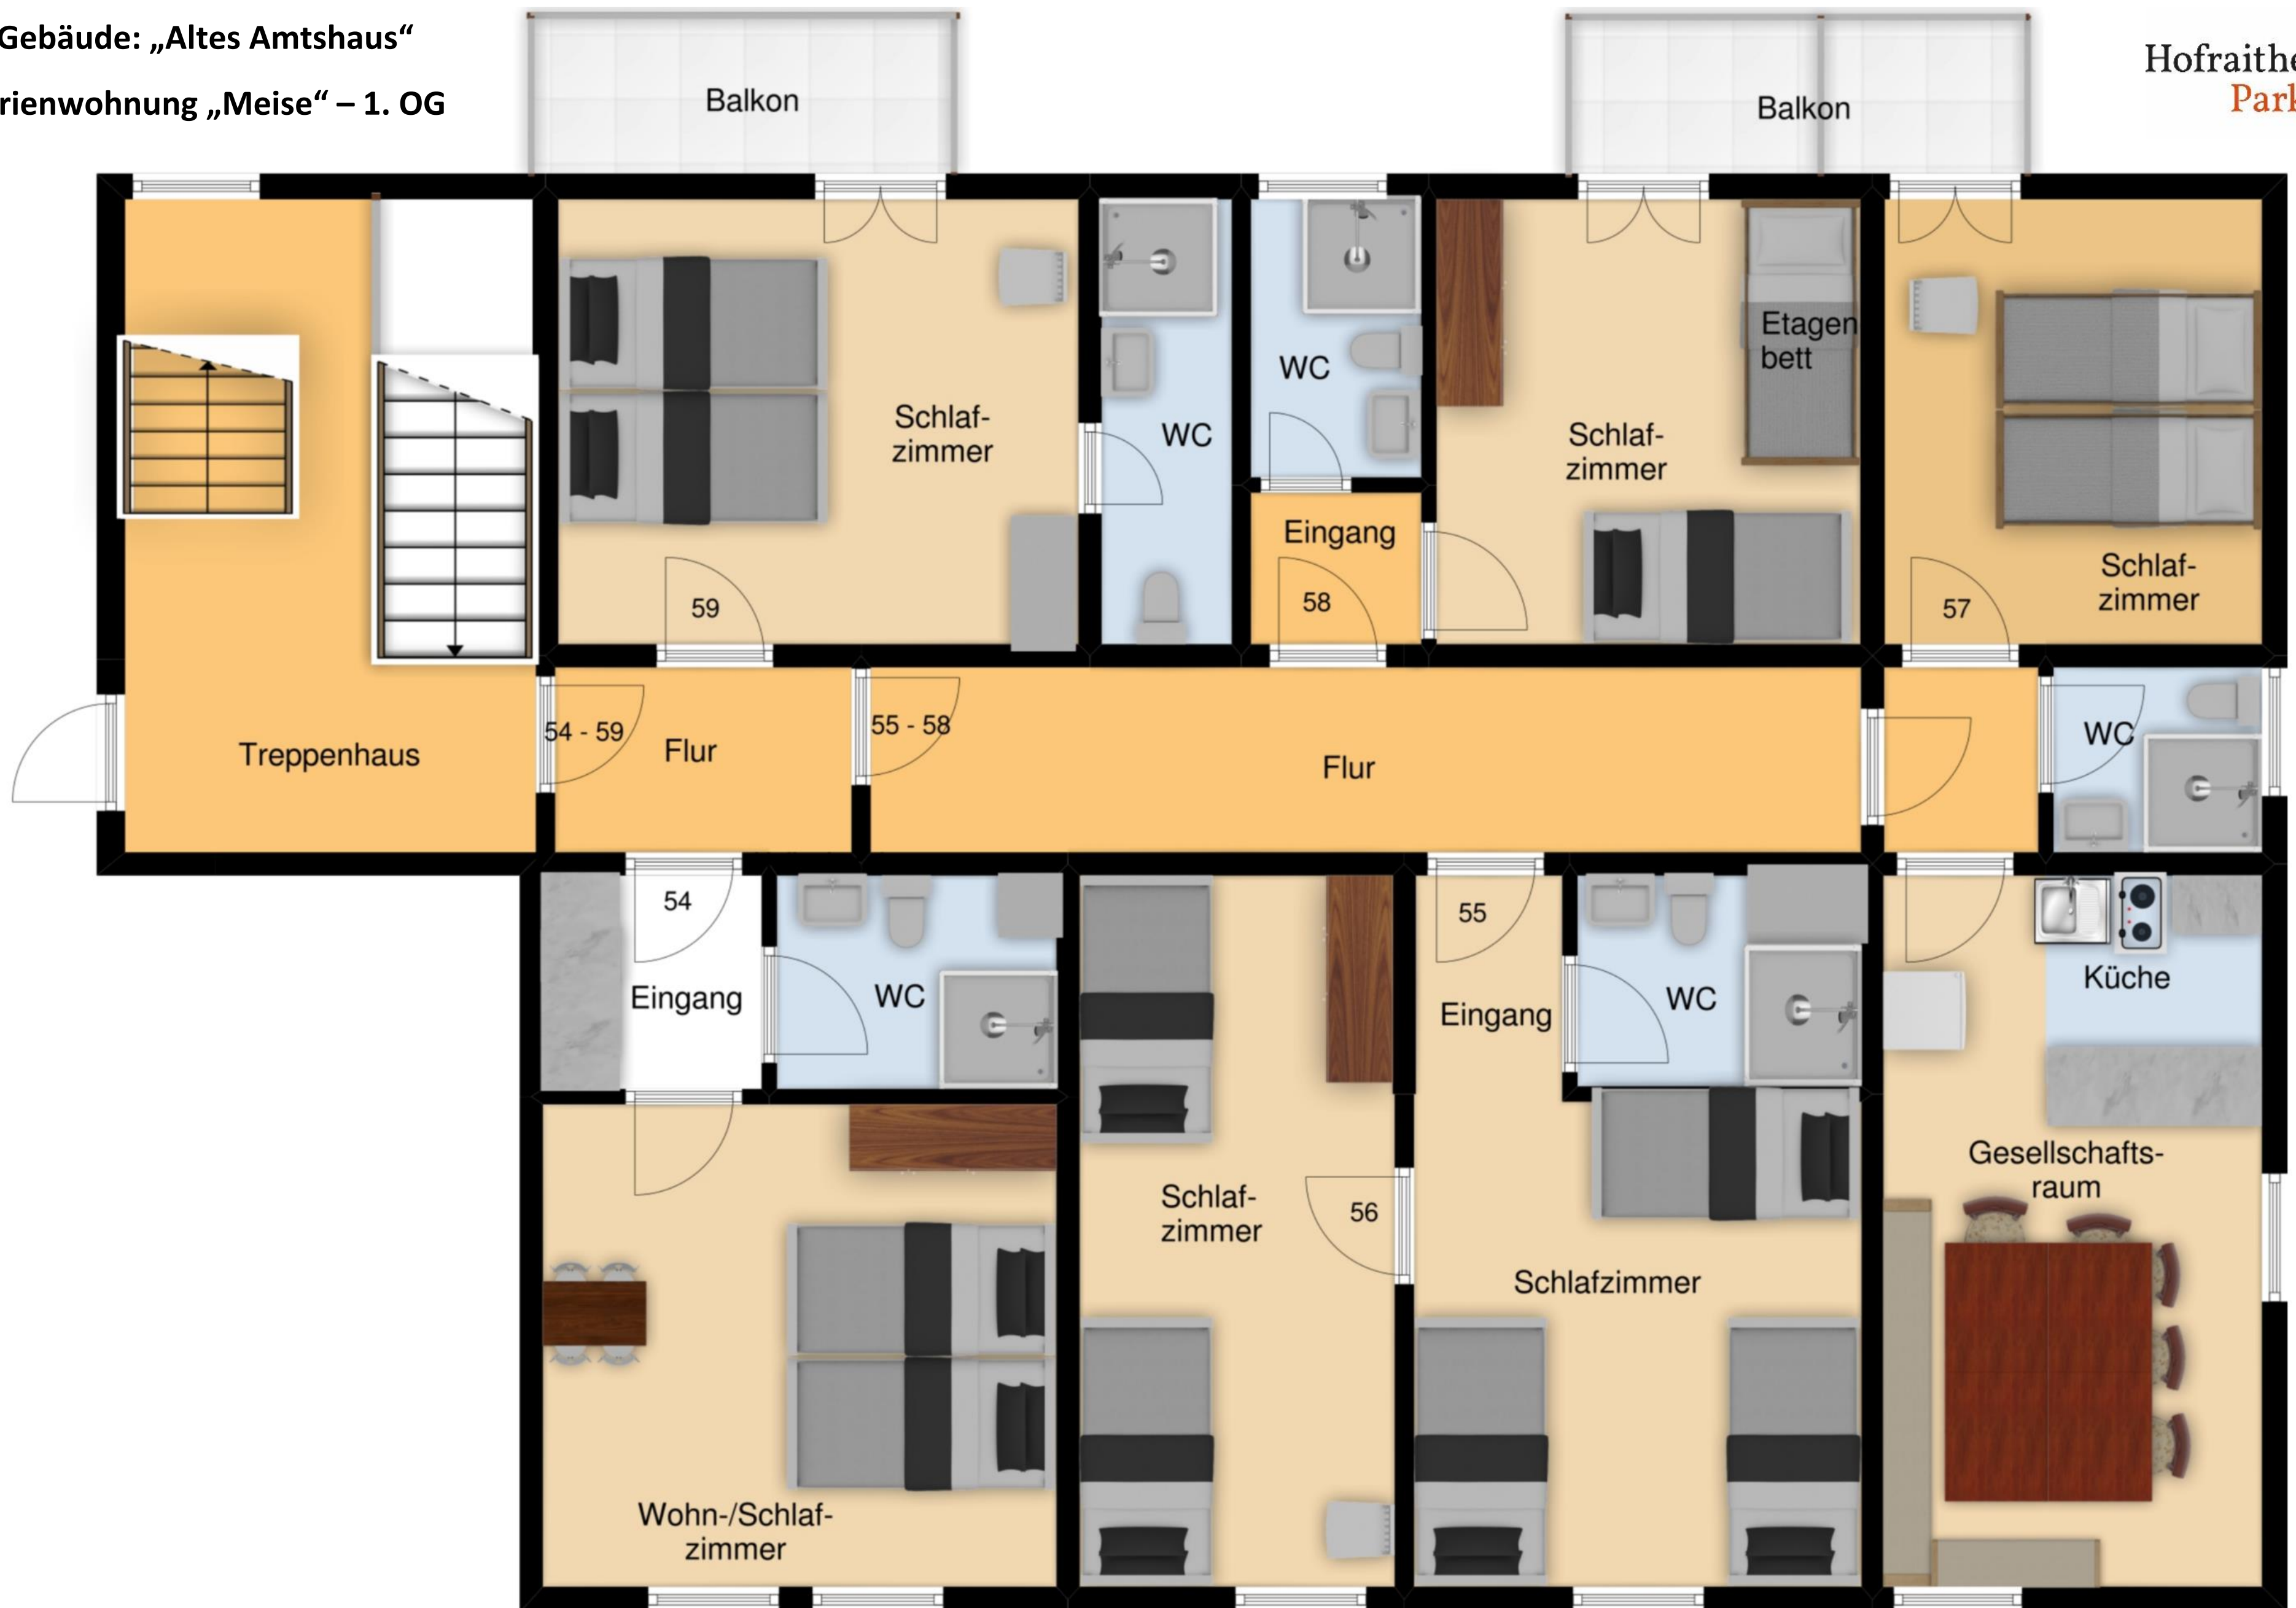 Gebäude: „Altes Amtshaus“
rienwohnung „Meise“ – 1. OG
Hofraithe
Park
Balkon
Balkon
Schlaf-
zimmer
59
WC
WC
Eingang
58
Schlaf-
zimmer
Etagen
bett
Schlaf-
zimmer
57
Treppenhaus
54 - 59
Flur
55 - 58
Flur
WC
54
Eingang
WC
Schlaf-
zimmer
56
55
Eingang
WC
Schlafzimmer
Küche
Gesellschafts-
raum
Wohn-/Schlaf-
zimmer